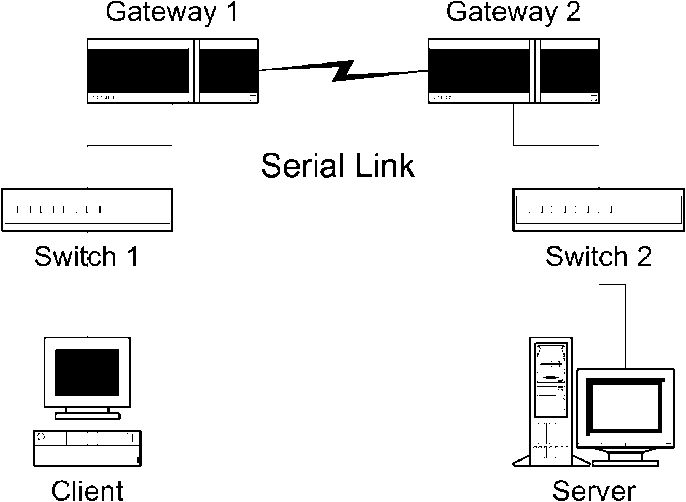 Gateway 1
Gateway 2
Serial Link
Switch 1
Switch 2
Client
Server